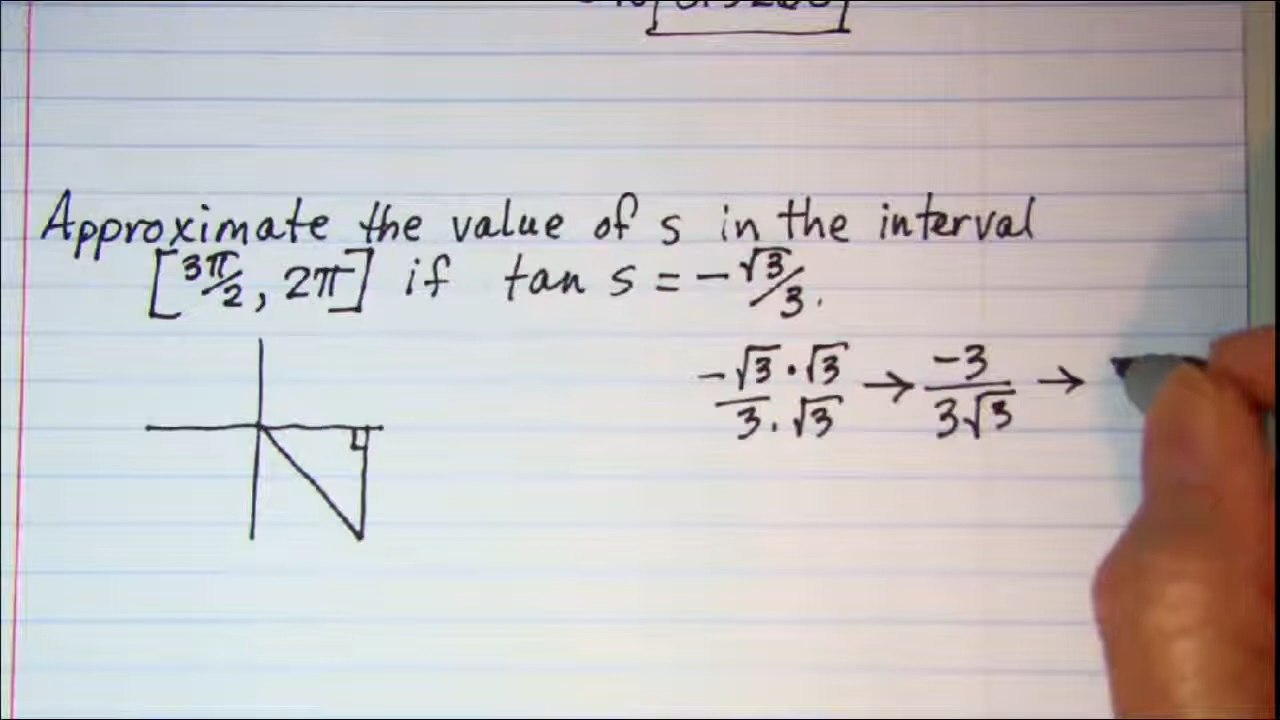 Approximate the value of s in the interval
[3π/2, 2π] if tan s = -√3/3.
-√3·√3 / 3·√3 → -3 / 3√3 →